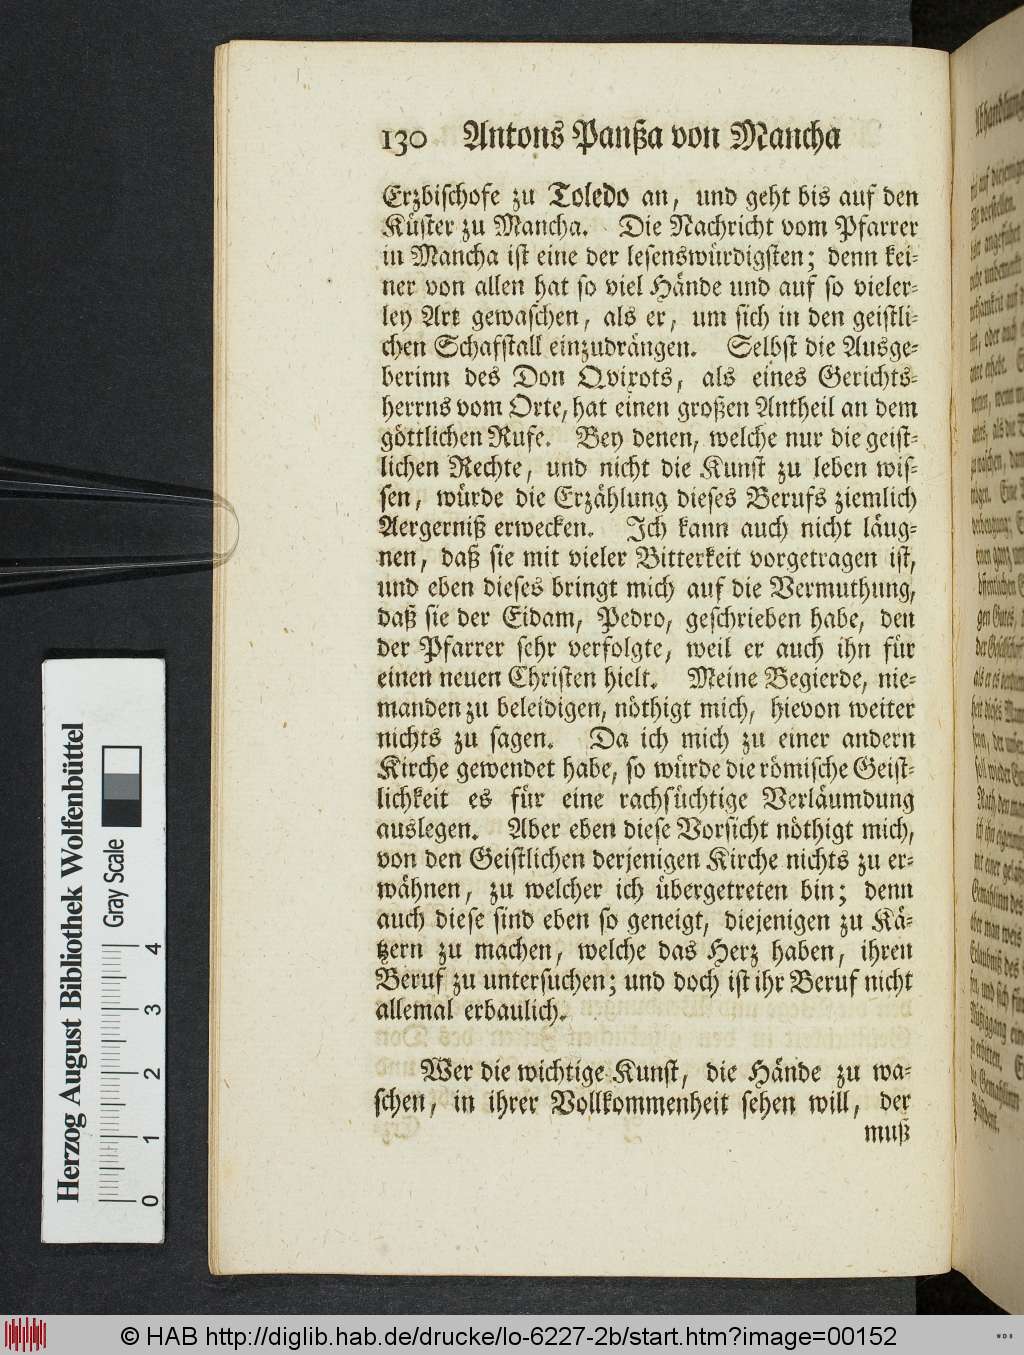 130 Antons Panßa von Mancha
Erzbischofe zu Toledo an, und geht bis auf den
Küster zu Mancha. Die Nachricht vom Pfarrer
in Mancha ist eine der lesenswürdigsten; denn kei-
ner von allen hat so viel Hände und auf so vieler-
ley Art gewaschen, als er, um sich in den geistli-
chen Schafstall einzudrängen. Selbst die Ausge-
berinn des Don Qvixots, als eines Gerichts-
herrns vom Orte, hat einen großen Antheil an dem
göttlichen Rufe. Bey denen, welche nur die geist-
lichen Rechte, und nicht die Kunst zu leben wis-
sen, würde die Erzählung dieses Berufs ziemlich
Aergerniß erwecken. Ich kann auch nicht läug-
nen, daß sie mit vieler Bitterkeit vorgetragen ist,
und eben dieses bringt mich auf die Vermuthung,
daß sie der Eidam, Pedro, geschrieben habe, den
der Pfarrer sehr verfolgte, weil er auch ihn für
einen neuen Christen hielt. Meine Begierde, nie-
manden zu beleidigen, nöthigt mich, hievon weiter
nichts zu sagen. Da ich mich zu einer andern
Kirche gewendet habe, so würde die römische Geist-
lichkeit es für eine rachsüchtige Verläumdung
auslegen. Aber eben diese Vorsicht nöthigt mich,
von den Geistlichen derjenigen Kirche nichts zu er-
wähnen, zu welcher ich übergetreten bin; denn
auch diese sind eben so geneigt, diejenigen zu Kä-
tzern zu machen, welche das Herz haben, ihren
Beruf zu untersuchen; und doch ist ihr Beruf nicht
allemal erbaulich.
Wer die wichtige Kunst, die Hände zu wa-
schen, in ihrer Vollkommenheit sehen will, der
muß
Herzog August Bibliothek Wolfenbüttel
Gray Scale
0 1 2 3 4
© HAB http://diglib.hab.de/drucke/lo-6227-2b/start.htm?image=00152